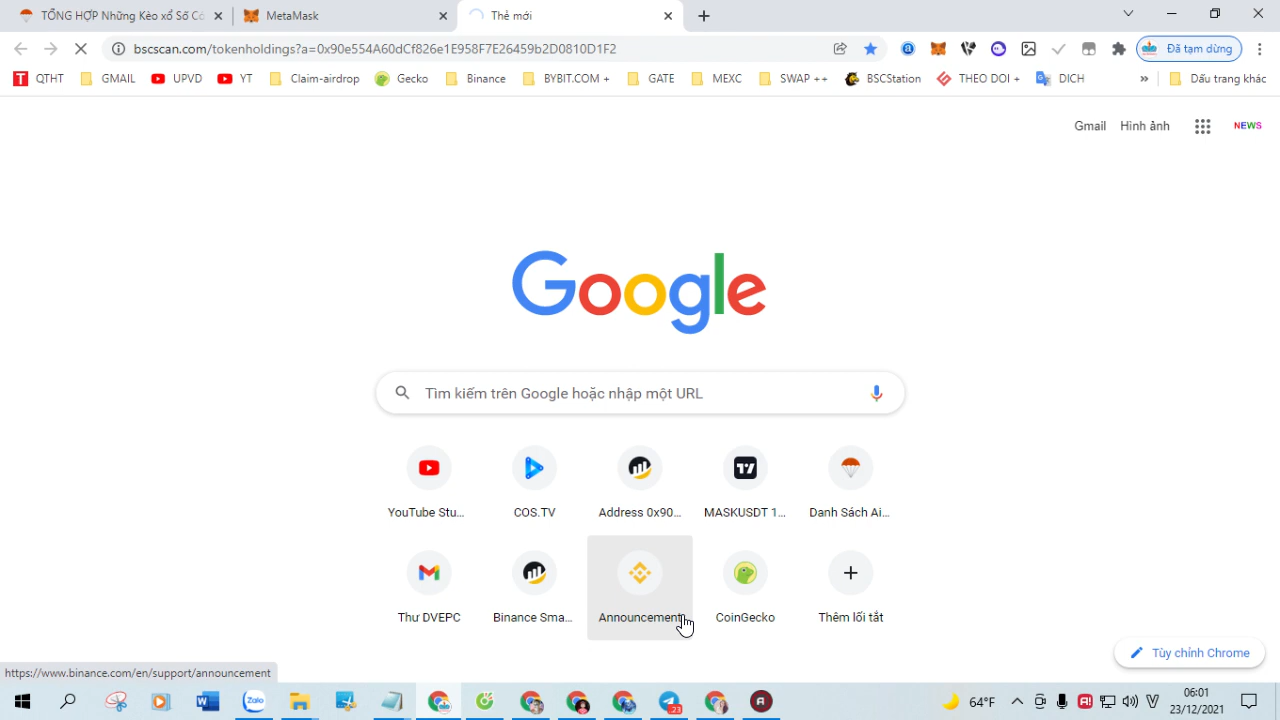 TỔNG HỢP Những Kèo xổ Số Có
MetaMask
Thẻ mới
bscscan.com/tokenholdings?a=0x90e554A60dCf826e1E958F7E26459b2D0810D1F2
Đã tạm dừng
QTHT
GMAIL
UPVD
YT
Claim-airdrop
Gecko
Binance
BYBIT.COM +
GATE
MEXC
SWAP ++
BSCStation
THEO DOI +
DICH
»
Dấu trang khác
Gmail
Hình ảnh
NEWS
Google
Tìm kiếm trên Google hoặc nhập một URL
YouTube Stu...
COS.TV
Address 0x90...
MASKUSDT 1...
Danh Sách Ai...
Thư DVEPC
Binance Sma...
Announcement
CoinGecko
Thêm lối tắt
Tùy chỉnh Chrome
https://www.binance.com/en/support/announcement
Zalo
23
64°F
06:01
23/12/2021